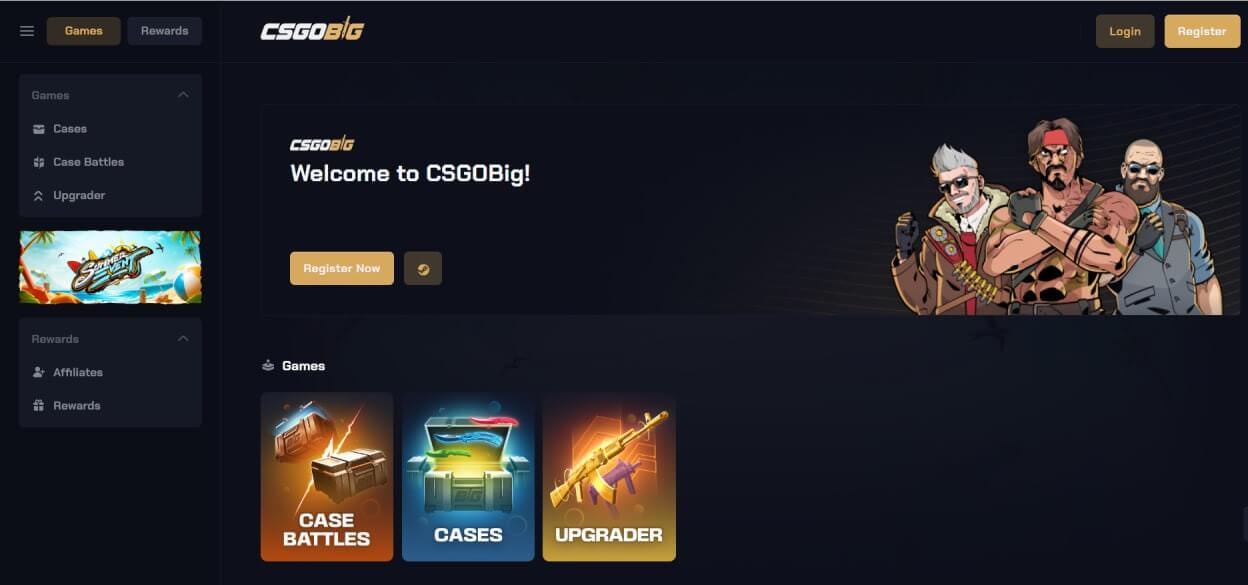 Games
Rewards
CSGOBIG
Login
Register
Games
Cases
Case Battles
Upgrader
SUMMER
EVENT
Rewards
Affiliates
Rewards
CSGOBIG
Welcome to CSGOBig!
Register Now
Games
CASE
BATTLES
BIG
CASES
UPGRADER